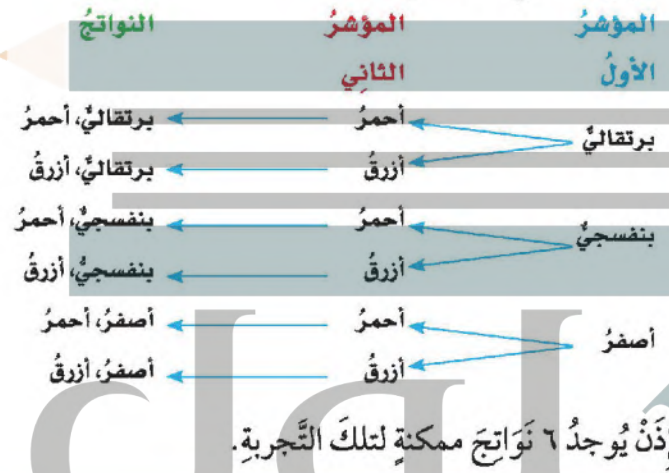 المؤشرُ المؤشرُ النواتجُ
الأولُ الثانِي
برتقاليٌّ
أحمرُ برتقاليٌّ، أحمرُ
أزرقُ برتقاليٌّ، أزرقُ
بنفسجيٌّ
أحمرُ بنفسجيٌّ، أحمرُ
أزرقُ بنفسجيٌّ، أزرقُ
أصفرُ
أحمرُ أصفرُ، أحمرُ
أزرقُ أصفرُ، أزرقُ
إذَنْ يُوجدُ ٦ نَوَاتِجَ ممكنةٍ لتلكَ التَّجربةِ.